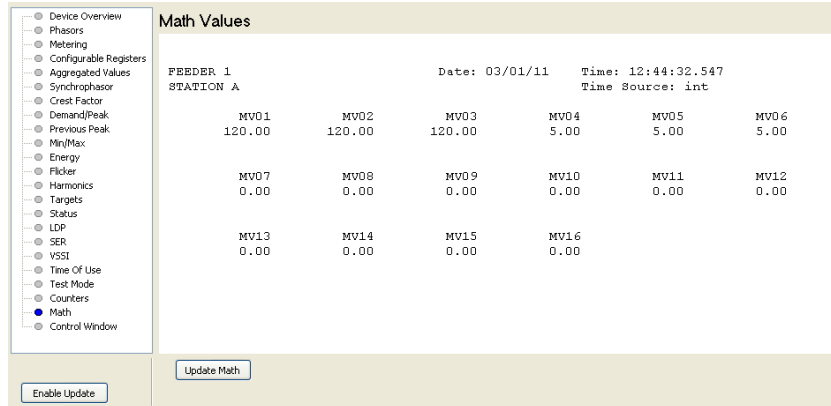 Device Overview
Phasors
Metering
Configurable Registers
Aggregated Values
Synchrophasor
Crest Factor
Demand/Peak
Previous Peak
Min/Max
Energy
Flicker
Harmonics
Targets
Status
LDP
SER
VSSI
Time Of Use
Test Mode
Counters
Math
Control Window
Enable Update
Math Values
FEEDER 1 Date: 03/01/11 Time: 12:44:32.547
STATION A Time Source: int
MV01 MV02 MV03 MV04 MV05 MV06
120.00 120.00 120.00 5.00 5.00 5.00
MV07 MV08 MV09 MV10 MV11 MV12
0.00 0.00 0.00 0.00 0.00 0.00
MV13 MV14 MV15 MV16
0.00 0.00 0.00 0.00
Update Math